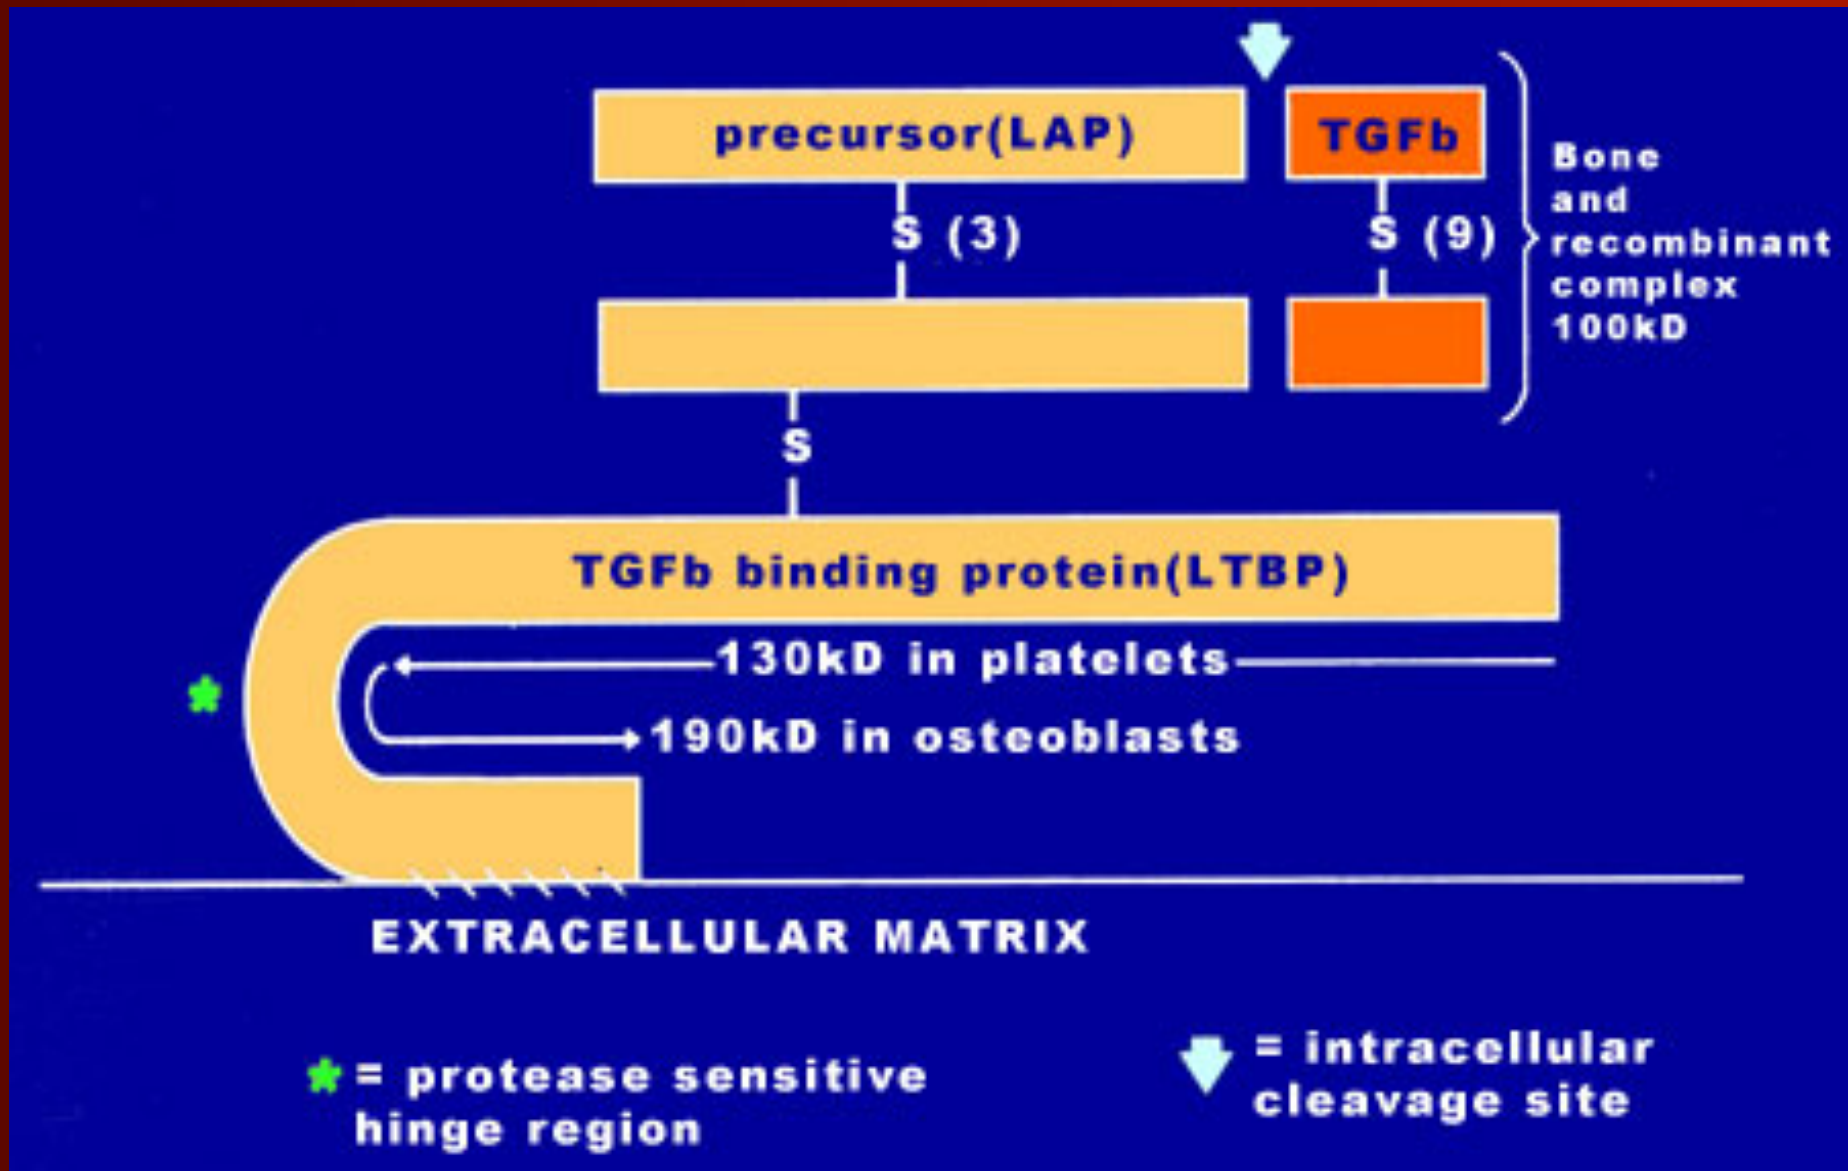 precursor(LAP)
TGFb
S (3)
S (9)
Bone
and
recombinant
complex
100kD
S
TGFb binding protein(LTBP)
130kD in platelets
190kD in osteoblasts
EXTRACELLULAR MATRIX
= protease sensitive
hinge region
= intracellular
cleavage site